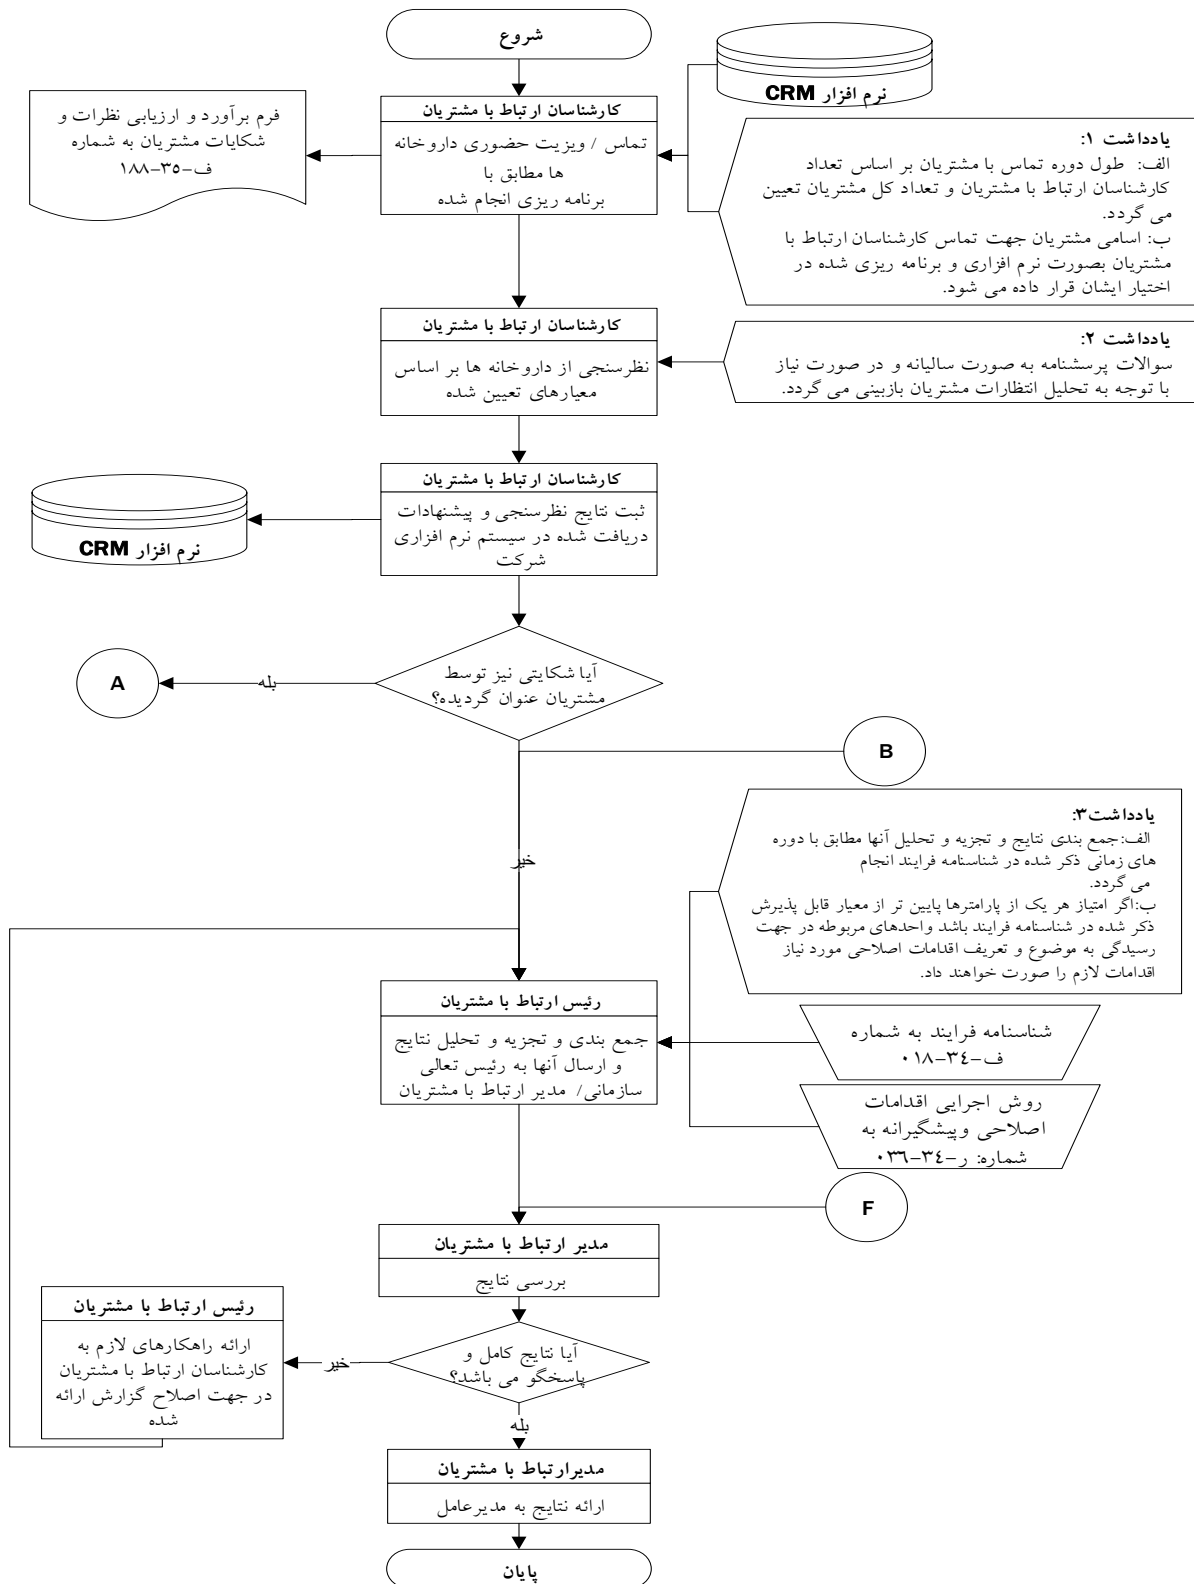 شروع
نرم افزار CRM
کارشناسان ارتباط با مشتریان
تماس / ویزیت حضوری داروخانه
ها مطابق با
برنامه ریزی انجام شده
فرم برآورد و ارزیابی نظرات و
شکایات مشتریان به شماره
ف-۳۵-۱۸۸
یادداشت ۱:
الف: طول دوره تماس با مشتریان بر اساس تعداد
کارشناسان ارتباط با مشتریان و تعداد کل مشتریان تعیین
می گردد.
ب: اسامی مشتریان جهت تماس کارشناسان ارتباط با
مشتریان بصورت نرم افزاری و برنامه ریزی شده در
اختیار ایشان قرار داده می شود.
کارشناسان ارتباط با مشتریان
نظرسنجی از داروخانه ها بر اساس
معیارهای تعیین شده
یادداشت ۲:
سوالات پرسشنامه به صورت سالیانه و در صورت نیاز
با توجه به تحلیل انتظارات مشتریان بازبینی می گردد.
کارشناسان ارتباط با مشتریان
ثبت نتایج نظرسنجی و پیشنهادات
دریافت شده در سیستم نرم افزاری
شرکت
نرم افزار CRM
آیا شکایتی نیز توسط
مشتریان عنوان گردیده؟
بله
A
B
خیر
یادداشت۳:
الف:جمع بندی نتایج و تجزیه و تحلیل آنها مطابق با دوره
های زمانی ذکر شده در شناسنامه فرایند انجام
می گردد.
ب:اگر امتیاز هر یک از پارامترها پایین تر از معیار قابل پذیرش
ذکر شده در شناسنامه فرایند باشد واحدهای مربوطه در جهت
رسیدگی به موضوع و تعریف اقدامات اصلاحی مورد نیاز
اقدامات لازم را صورت خواهند داد.
رئیس ارتباط با مشتریان
جمع بندی و تجزیه و تحلیل نتایج
و ارسال آنها به رئیس تعالی
سازمانی/ مدیر ارتباط با مشتریان
شناسنامه فرایند به شماره
ف-۳٤-۰۱۸
روش اجرایی اقدامات
اصلاحی وپیشگیرانه به
شماره: ر-۳٤-۰۳٦
F
مدیر ارتباط با مشتریان
بررسی نتایج
آیا نتایج کامل و
پاسخگو می باشد؟
خیر
رئیس ارتباط با مشتریان
ارائه راهکارهای لازم به
کارشناسان ارتباط با مشتریان
در جهت اصلاح گزارش ارائه
شده
بله
مدیرارتباط با مشتریان
ارائه نتایج به مدیرعامل
پایان